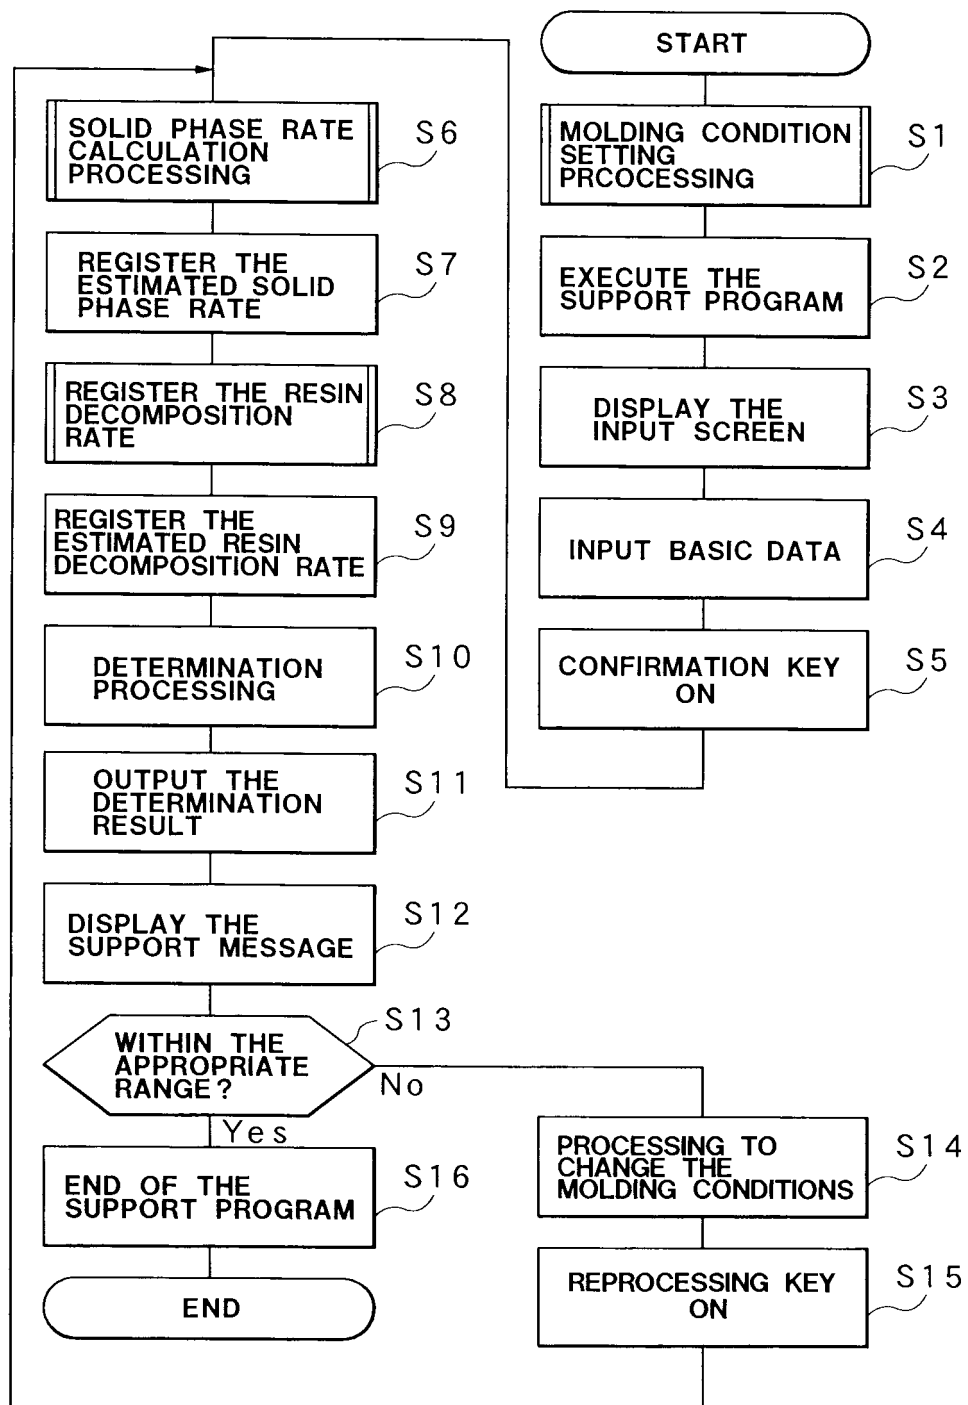 START
MOLDING CONDITION
SETTING
PRCOCESSING
S1
EXECUTE THE
SUPPORT PROGRAM
S2
DISPLAY THE
INPUT SCREEN
S3
INPUT BASIC DATA
S4
CONFIRMATION KEY
ON
S5
SOLID PHASE RATE
CALCULATION
PROCESSING
S6
REGISTER THE
ESTIMATED SOLID
PHASE RATE
S7
REGISTER THE RESIN
DECOMPOSITION
RATE
S8
REGISTER THE
ESTIMATED RESIN
DECOMPOSITION RATE
S9
DETERMINATION
PROCESSING
S10
OUTPUT THE
DETERMINATION
RESULT
S11
DISPLAY THE
SUPPORT MESSAGE
S12
WITHIN THE
APPROPRIATE
RANGE?
S13
No
Yes
PROCESSING TO
CHANGE THE
MOLDING CONDITIONS
S14
REPROCESSING KEY
ON
S15
END OF THE
SUPPORT PROGRAM
S16
END